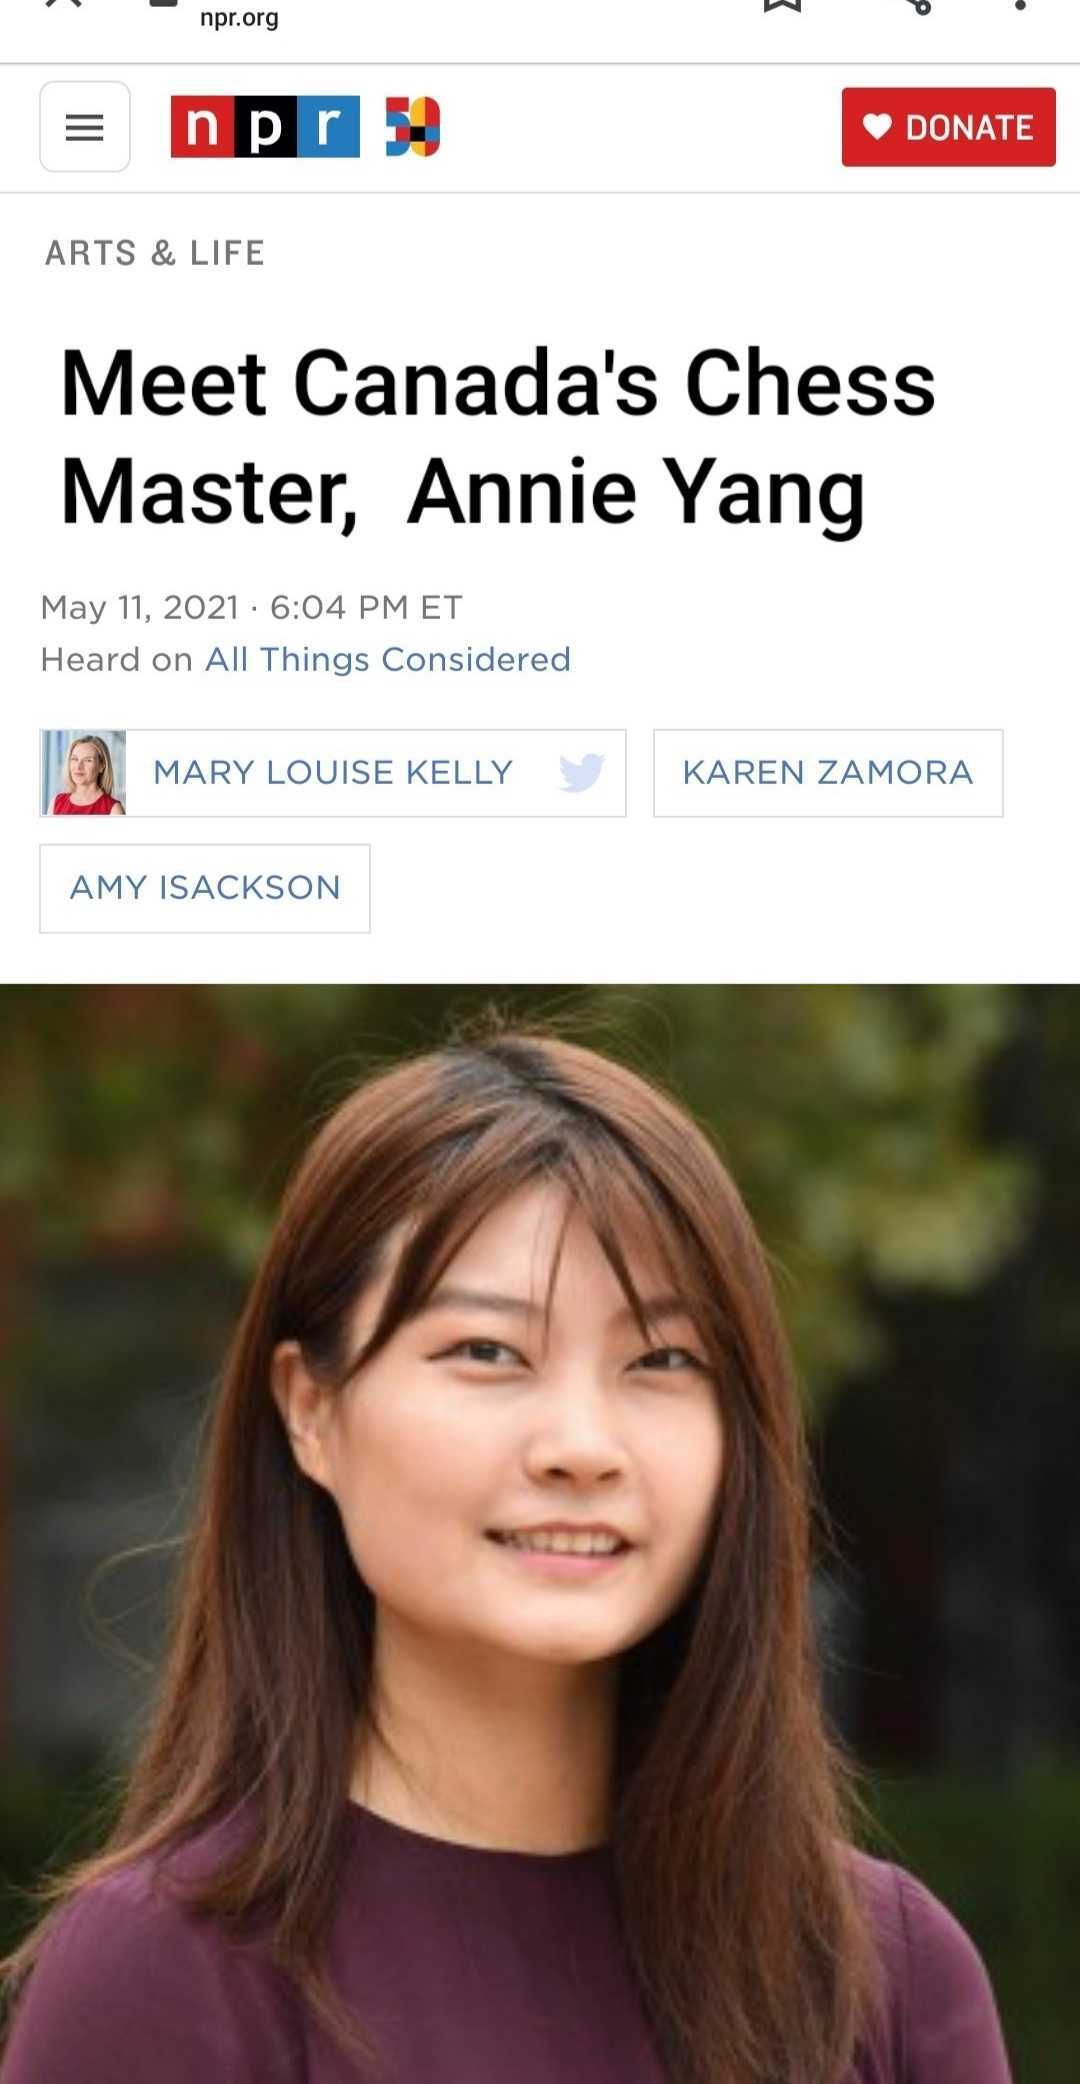 npr.org
npr 50
DONATE
ARTS & LIFE
Meet Canada's Chess
Master, Annie Yang
May 11, 2021 · 6:04 PM ET
Heard on All Things Considered
MARY LOUISE KELLY
KAREN ZAMORA
AMY ISACKSON